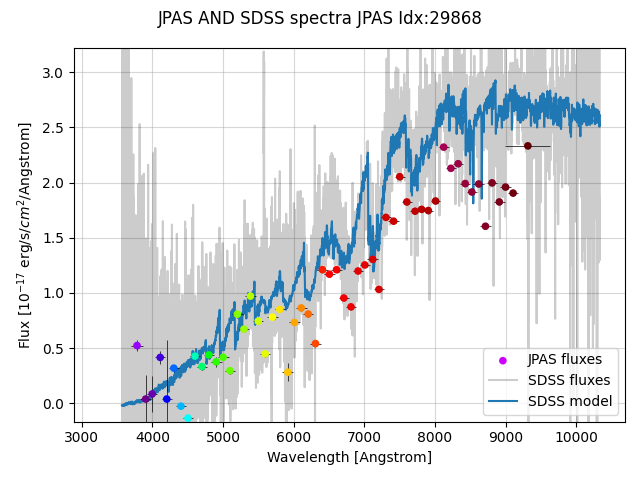 JPAS AND SDSS spectra JPAS Idx:29868
3.0
2.5
2.0
1.5
1.0
0.5
0.0
Flux [10⁻¹⁷ erg/s/cm²/Angstrom]
JPAS fluxes
SDSS fluxes
SDSS model
3000 4000 5000 6000 7000 8000 9000 10000
Wavelength [Angstrom]